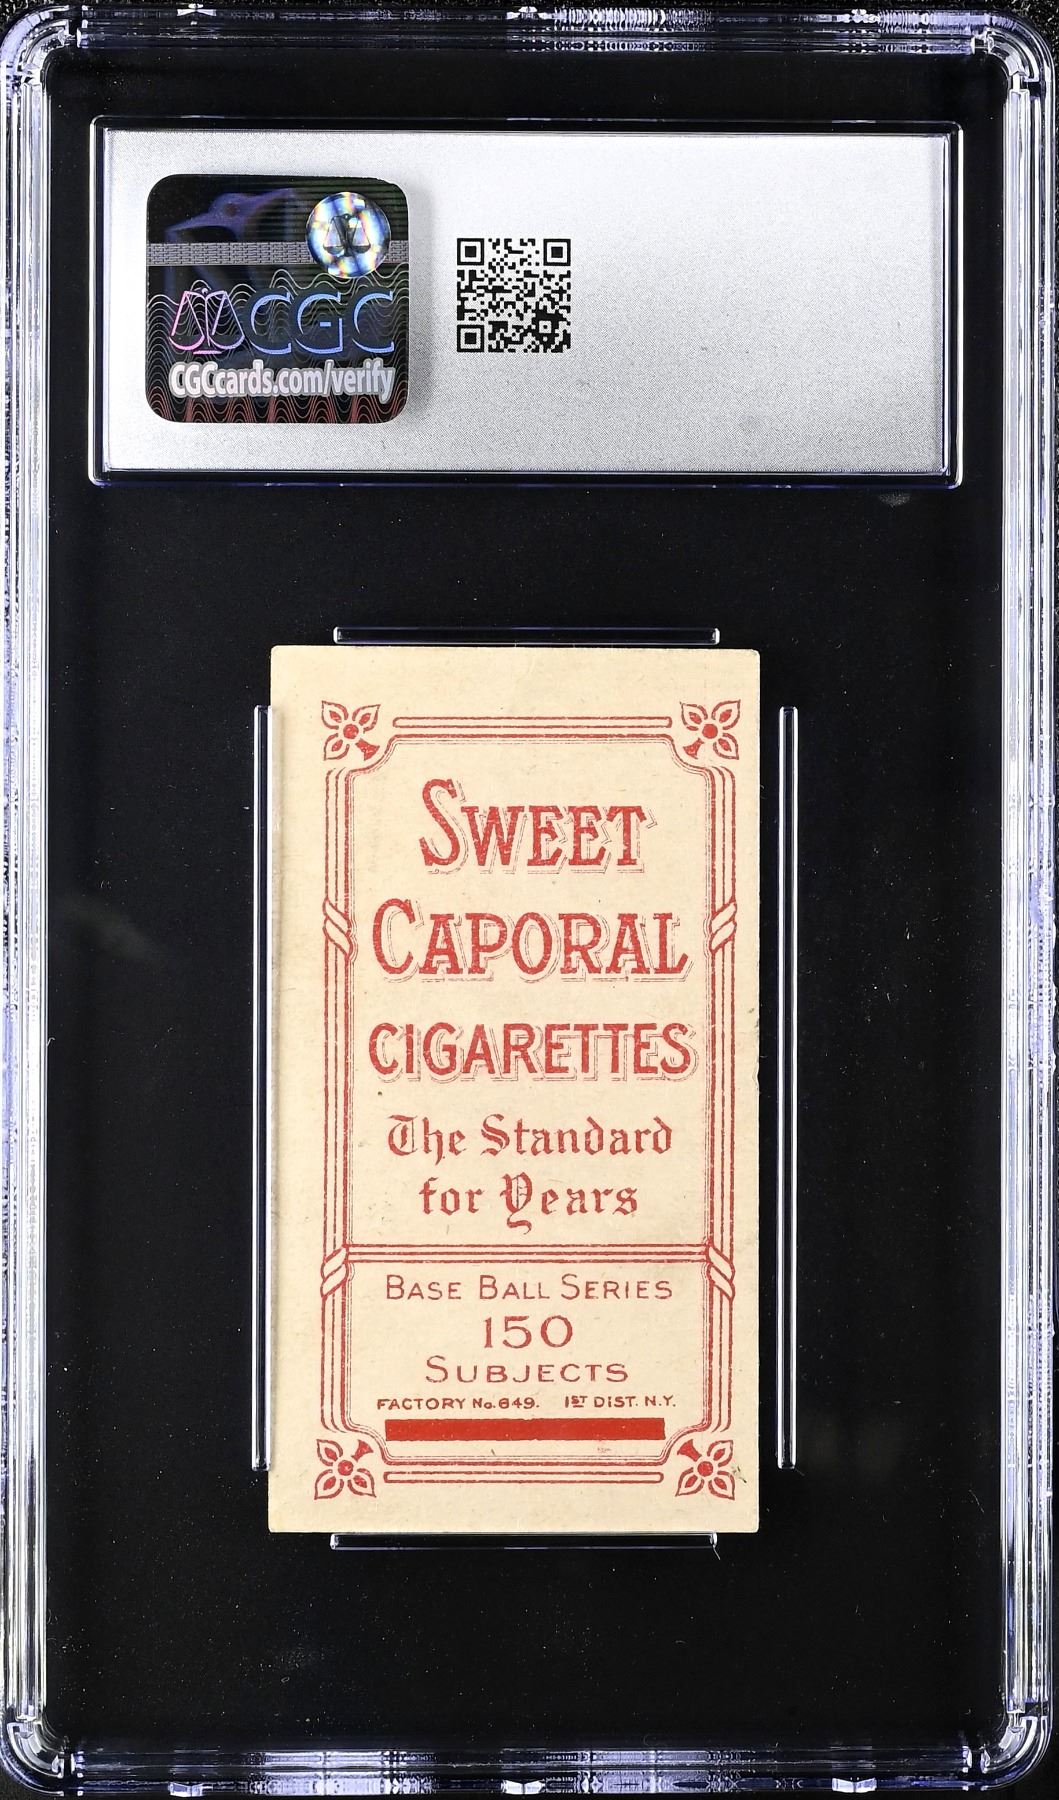 CGC
CGCcards.com/verify
SWEET
CAPORAL
CIGARETTES
The Standard
for Years
BASE BALL SERIES
150
SUBJECTS
FACTORY No. 649. 1ST DIST. N.Y.